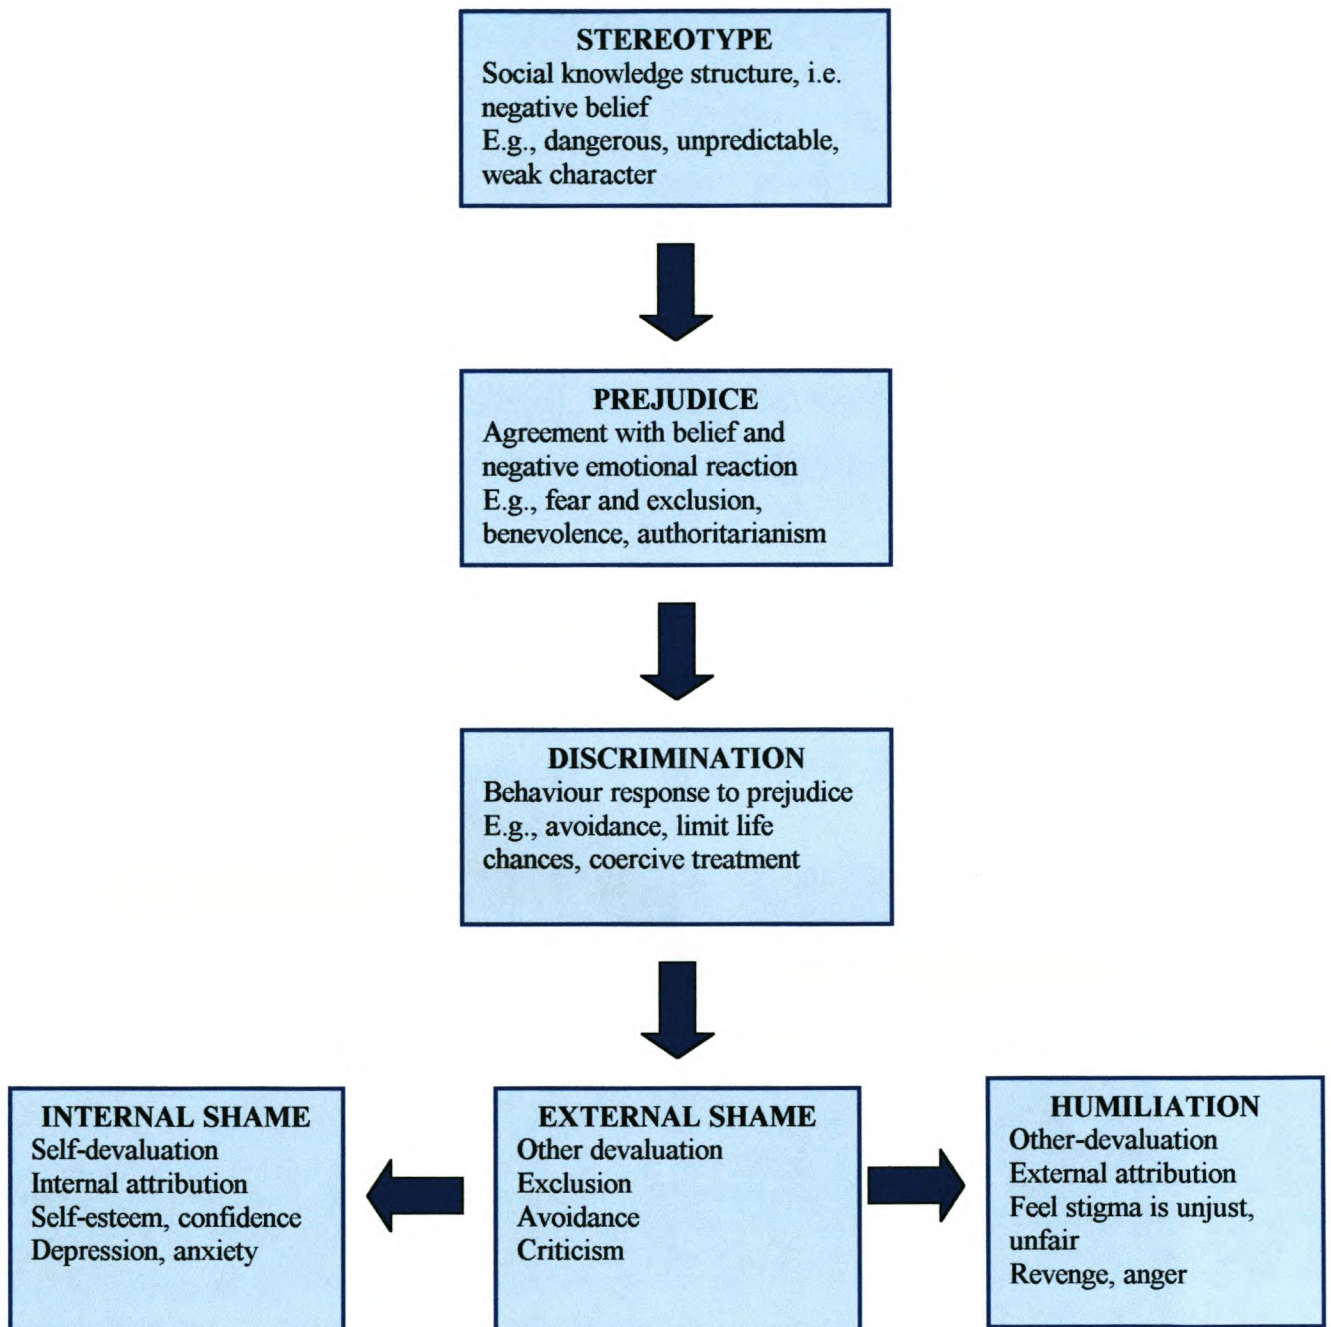 STEREOTYPE
Social knowledge structure, i.e.
negative belief
E.g., dangerous, unpredictable,
weak character
PREJUDICE
Agreement with belief and
negative emotional reaction
E.g., fear and exclusion,
benevolence, authoritarianism
DISCRIMINATION
Behaviour response to prejudice
E.g., avoidance, limit life
chances, coercive treatment
INTERNAL SHAME
Self-devaluation
Internal attribution
Self-esteem, confidence
Depression, anxiety
EXTERNAL SHAME
Other devaluation
Exclusion
Avoidance
Criticism
HUMILIATION
Other-devaluation
External attribution
Feel stigma is unjust,
unfair
Revenge, anger